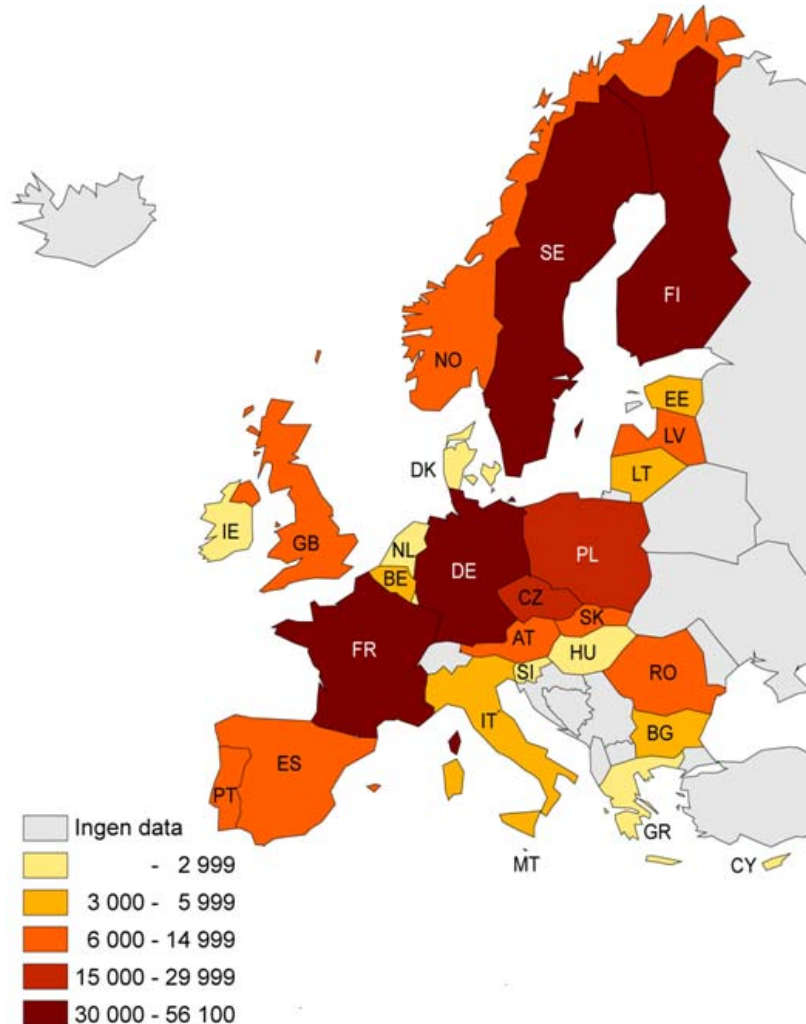 SE
FI
NO
EE
LV
DK
LT
IE
GB
NL
BE
DE
PL
CZ
SK
FR
AT
HU
SI
RO
IT
BG
ES
PT
GR
MT
CY
Ingen data
- 2 999
3 000 - 5 999
6 000 - 14 999
15 000 - 29 999
30 000 - 56 100